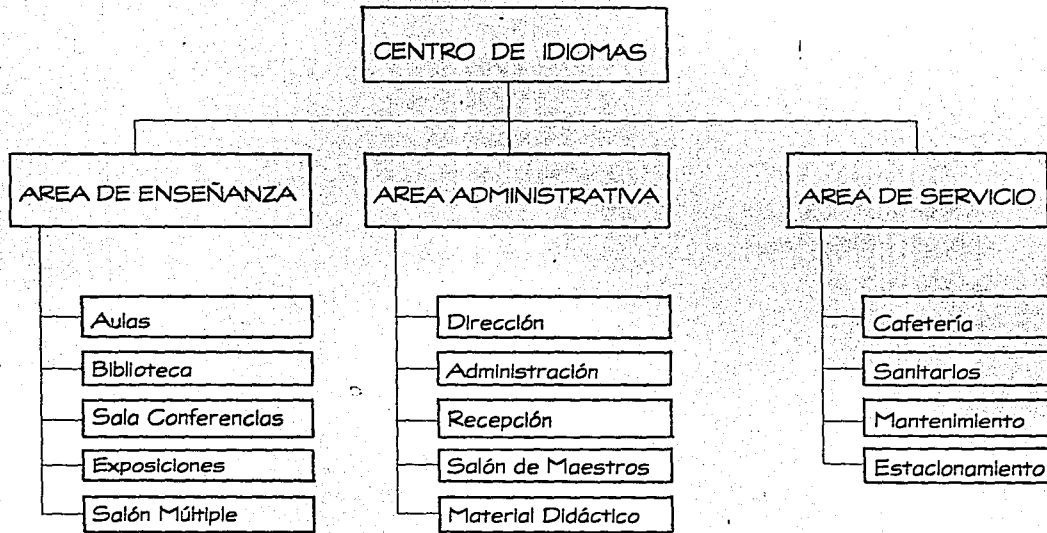 CENTRO DE IDIOMAS
AREA DE ENSEÑANZA
Aulas
Biblioteca
Sala Conferencias
Exposiciones
Salón Múltiple
AREA ADMINISTRATIVA
Dirección
Administración
Recepción
Salón de Maestros
Material Didáctico
AREA DE SERVICIO
Cafetería
Sanitarios
Mantenimiento
Estacionamiento